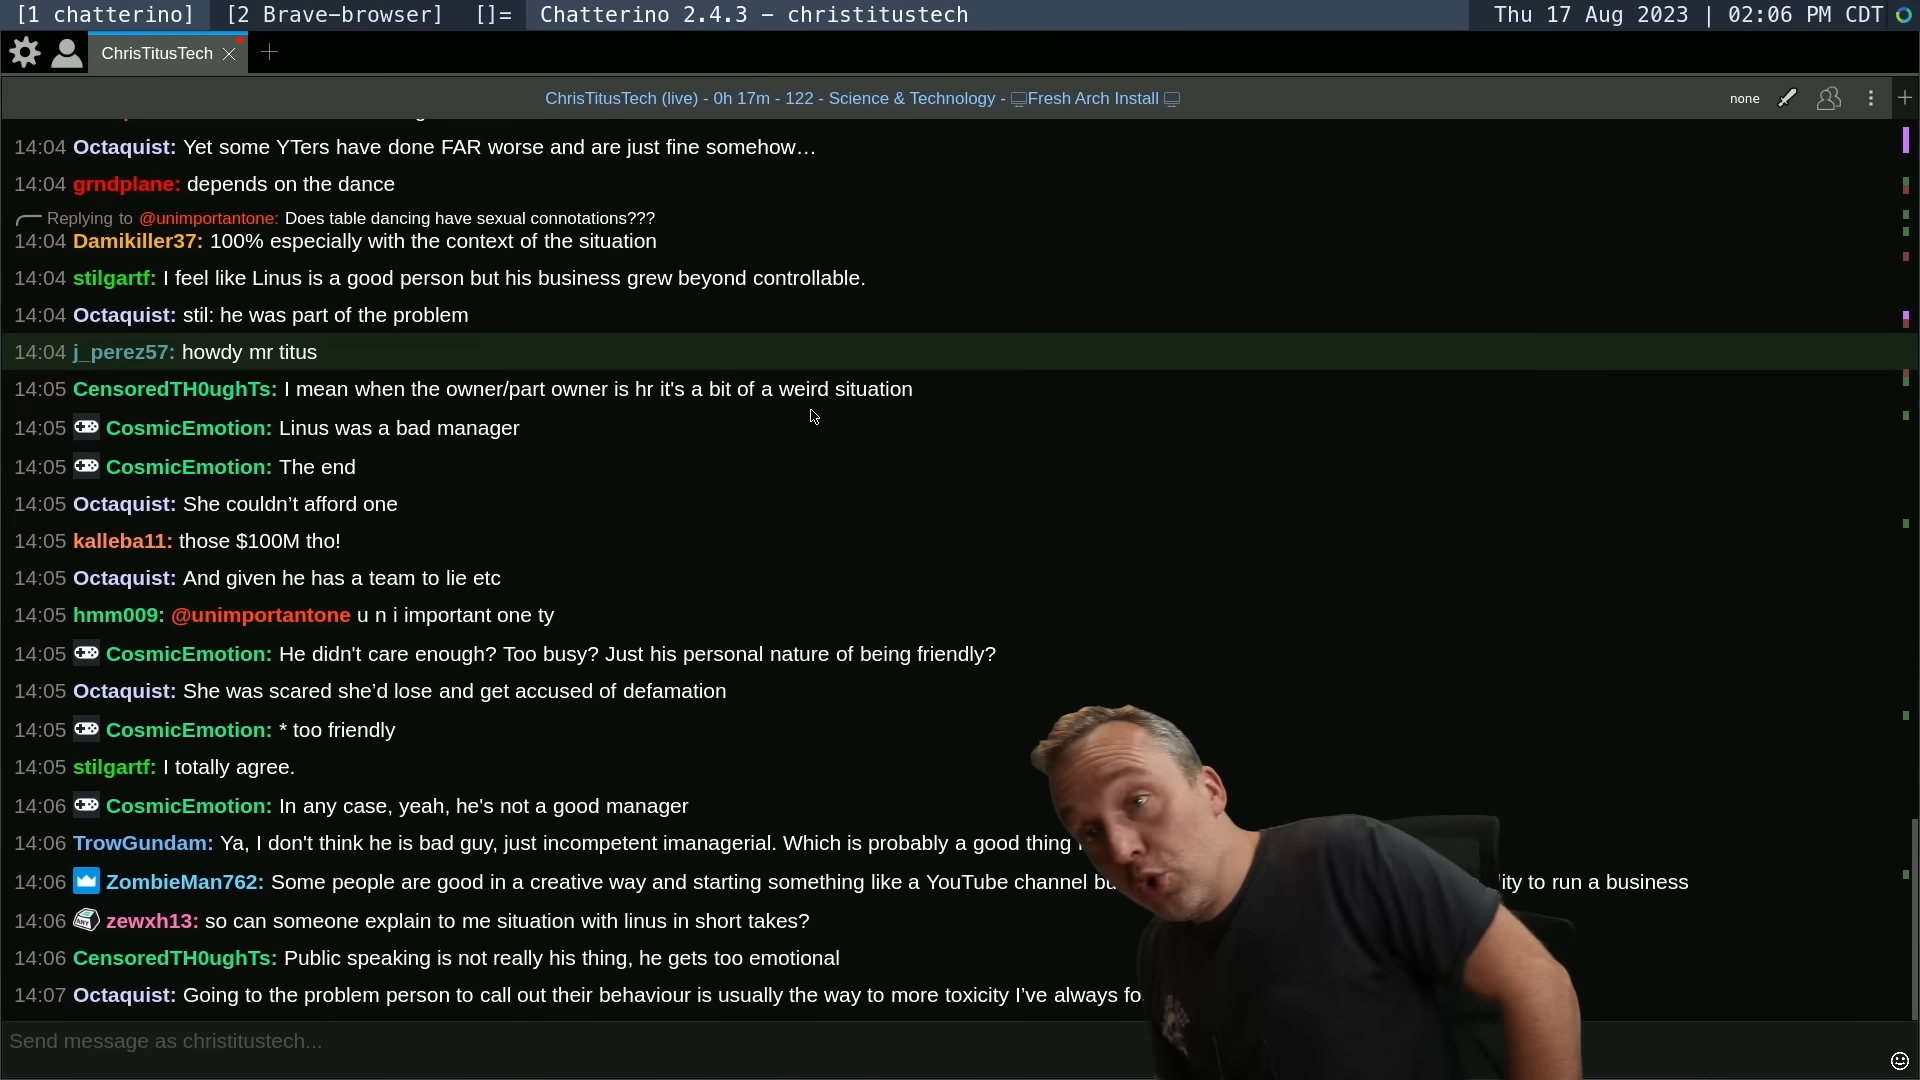 [1 chatterino] [2 Brave-browser] []= Chatterino 2.4.3 - christitustech Thu 17 Aug 2023 | 02:06 PM CDT
ChrisTitusTech
ChrisTitusTech (live) - 0h 17m - 122 - Science & Technology - 🖥️Fresh Arch Install 🖥️ none
14:04 Octaquist: Yet some YTers have done FAR worse and are just fine somehow…
14:04 grndplane: depends on the dance
Replying to @unimportantone: Does table dancing have sexual connotations???
14:04 Damikiller37: 100% especially with the context of the situation
14:04 stilgartf: I feel like Linus is a good person but his business grew beyond controllable.
14:04 Octaquist: stil: he was part of the problem
14:04 j_perez57: howdy mr titus
14:05 CensoredTH0ughTs: I mean when the owner/part owner is hr it's a bit of a weird situation
14:05 CosmicEmotion: Linus was a bad manager
14:05 CosmicEmotion: The end
14:05 Octaquist: She couldn’t afford one
14:05 kalleba11: those $100M tho!
14:05 Octaquist: And given he has a team to lie etc
14:05 hmm009: @unimportantone u n i important one ty
14:05 CosmicEmotion: He didn't care enough? Too busy? Just his personal nature of being friendly?
14:05 Octaquist: She was scared she’d lose and get accused of defamation
14:05 CosmicEmotion: * too friendly
14:05 stilgartf: I totally agree.
14:06 CosmicEmotion: In any case, yeah, he's not a good manager
14:06 TrowGundam: Ya, I don't think he is bad guy, just incompetent imanagerial. Which is probably a good thing
14:06 ZombieMan762: Some people are good in a creative way and starting something like a YouTube channel to run a business
14:06 zewxh13: so can someone explain to me situation with linus in short takes?
14:06 CensoredTH0ughTs: Public speaking is not really his thing, he gets too emotional
14:07 Octaquist: Going to the problem person to call out their behaviour is usually the way to more toxicity I’ve always
Send message as christitustech...